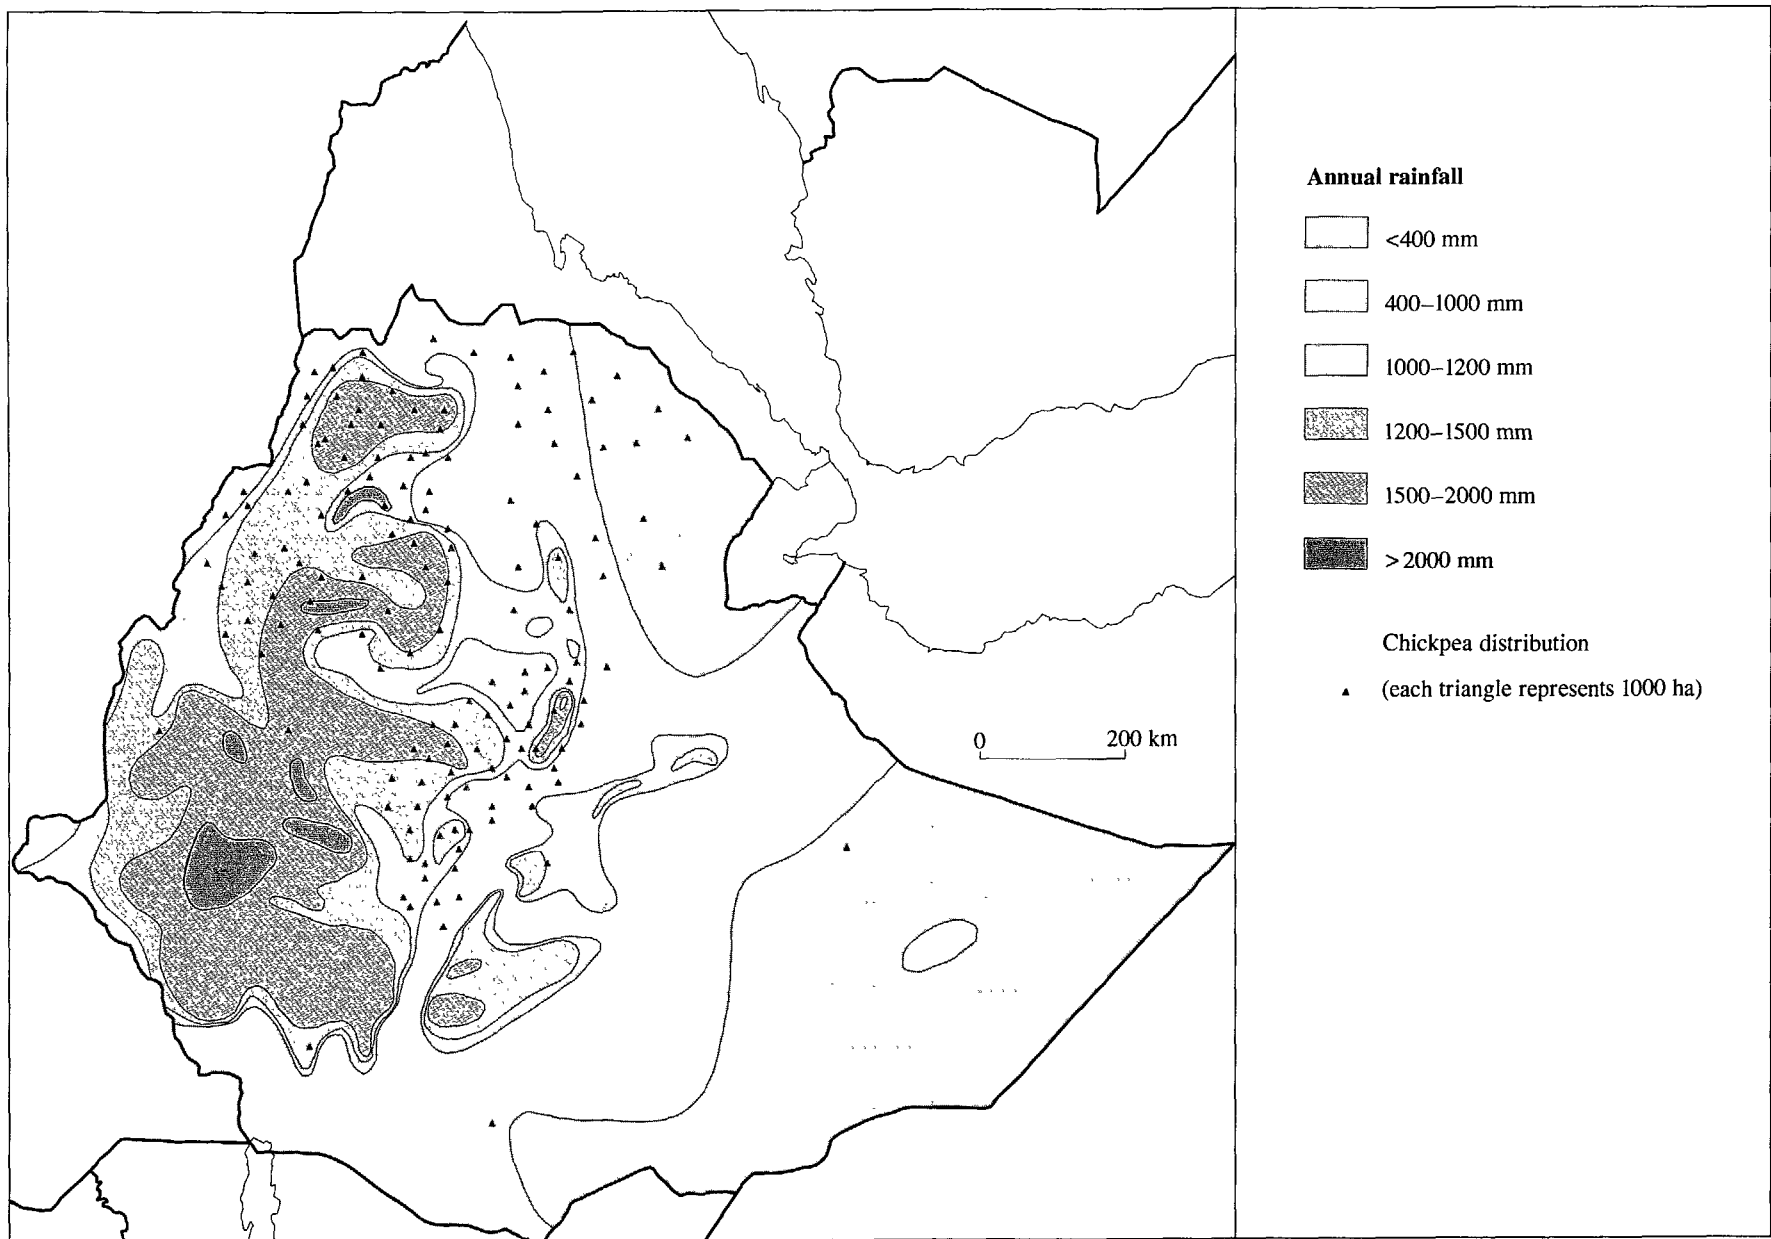 Annual rainfall
<400 mm
400–1000 mm
1000–1200 mm
1200–1500 mm
1500–2000 mm
>2000 mm
Chickpea distribution
(each triangle represents 1000 ha)
0 200 km